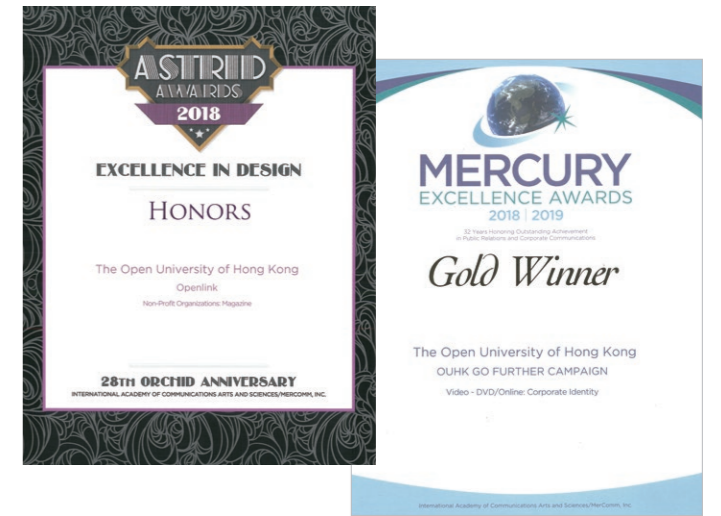 ASTRID
AWARDS
2018
EXCELLENCE IN DESIGN
HONORS
The Open University of Hong Kong
Openlink
Non-Profit Organizations: Magazine
28TH ORCHID ANNIVERSARY
INTERNATIONAL ACADEMY OF COMMUNICATIONS ARTS AND SCIENCES/MERCOMM, INC.
MERCURY
EXCELLENCE AWARDS
2018 | 2019
32 Years Honoring Outstanding Achievement
in Public Relations and Corporate Communications
Gold Winner
The Open University of Hong Kong
OUHK GO FURTHER CAMPAIGN
Video - DVD/Online: Corporate Identity
International Academy of Communications Arts and Sciences/MerComm, Inc.